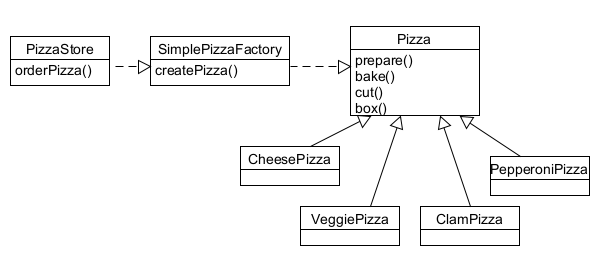 PizzaStore
orderPizza()
SimplePizzaFactory
createPizza()
Pizza
prepare()
bake()
cut()
box()
CheesePizza
VeggiePizza
ClamPizza
PepperoniPizza